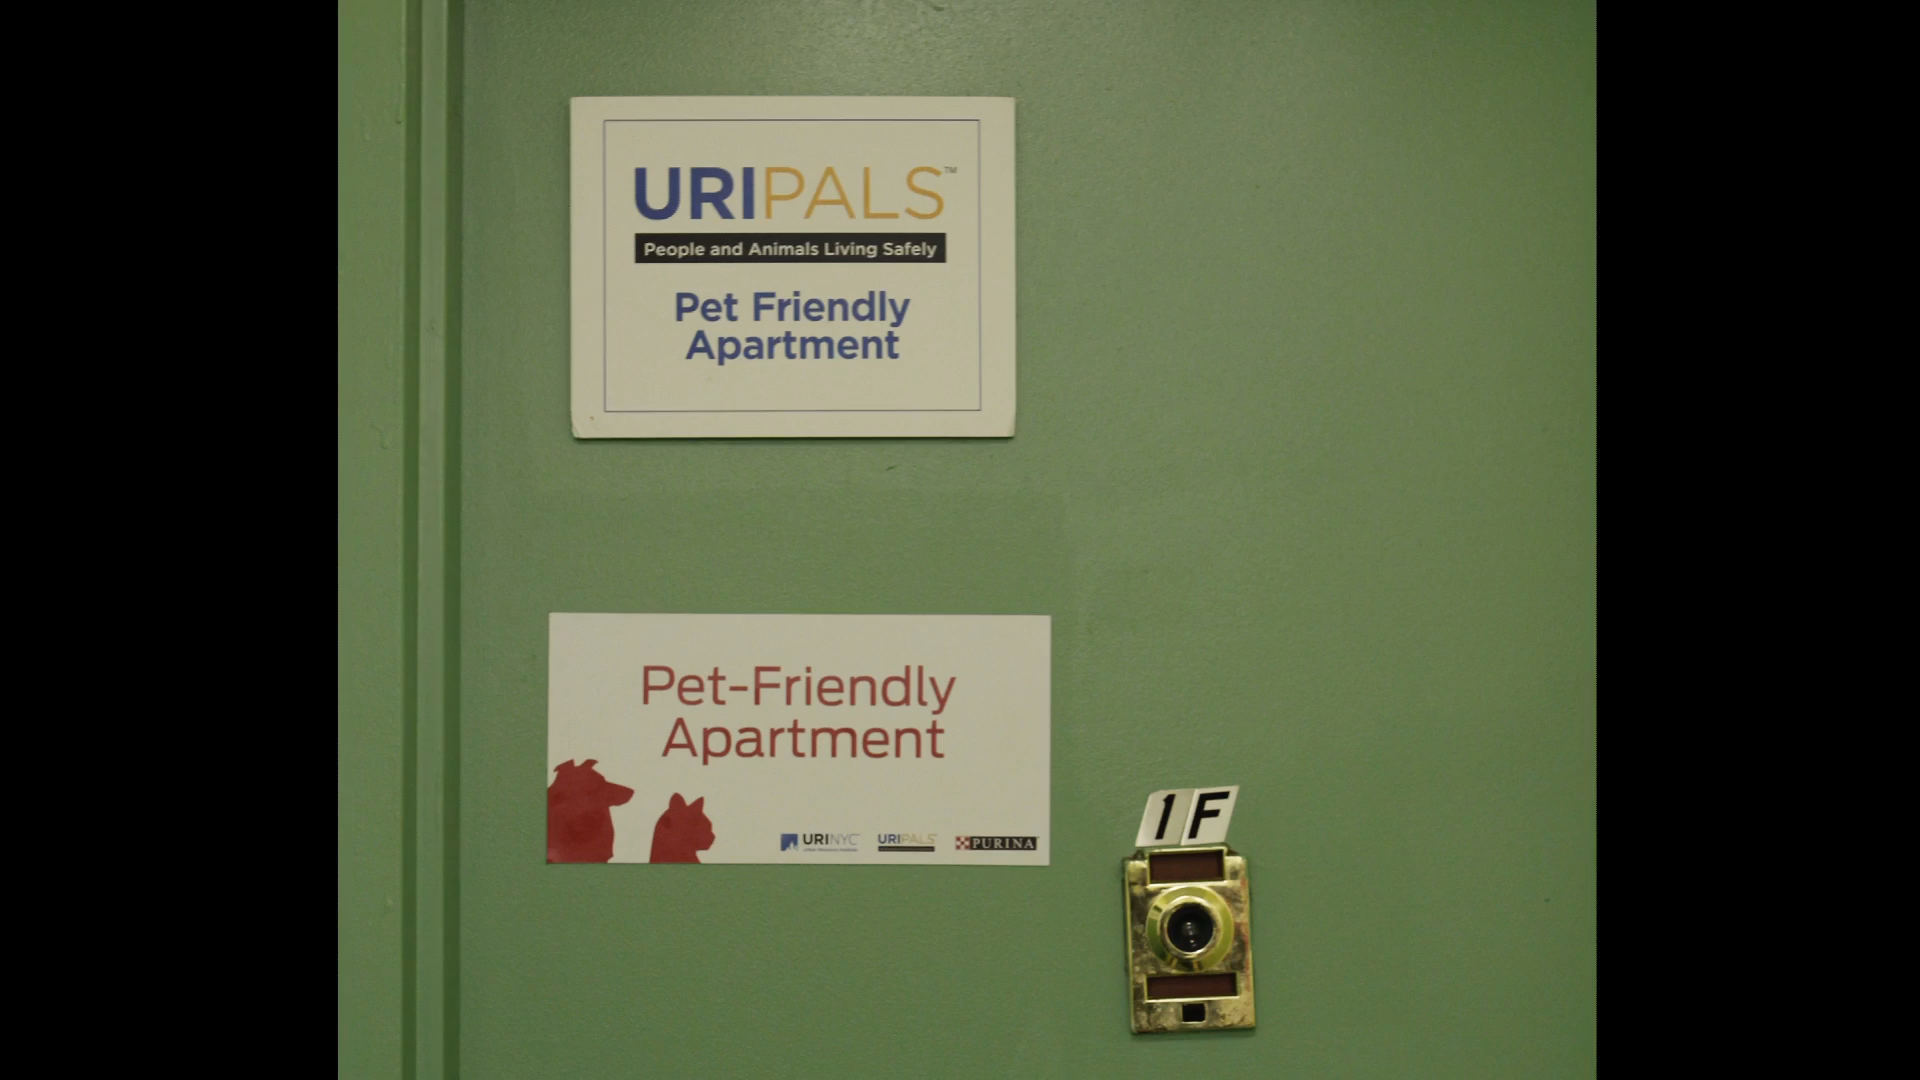 URIPALS™
People and Animals Living Safely
Pet Friendly
Apartment
Pet-Friendly
Apartment
URINYC URIPALS PURINA
1F